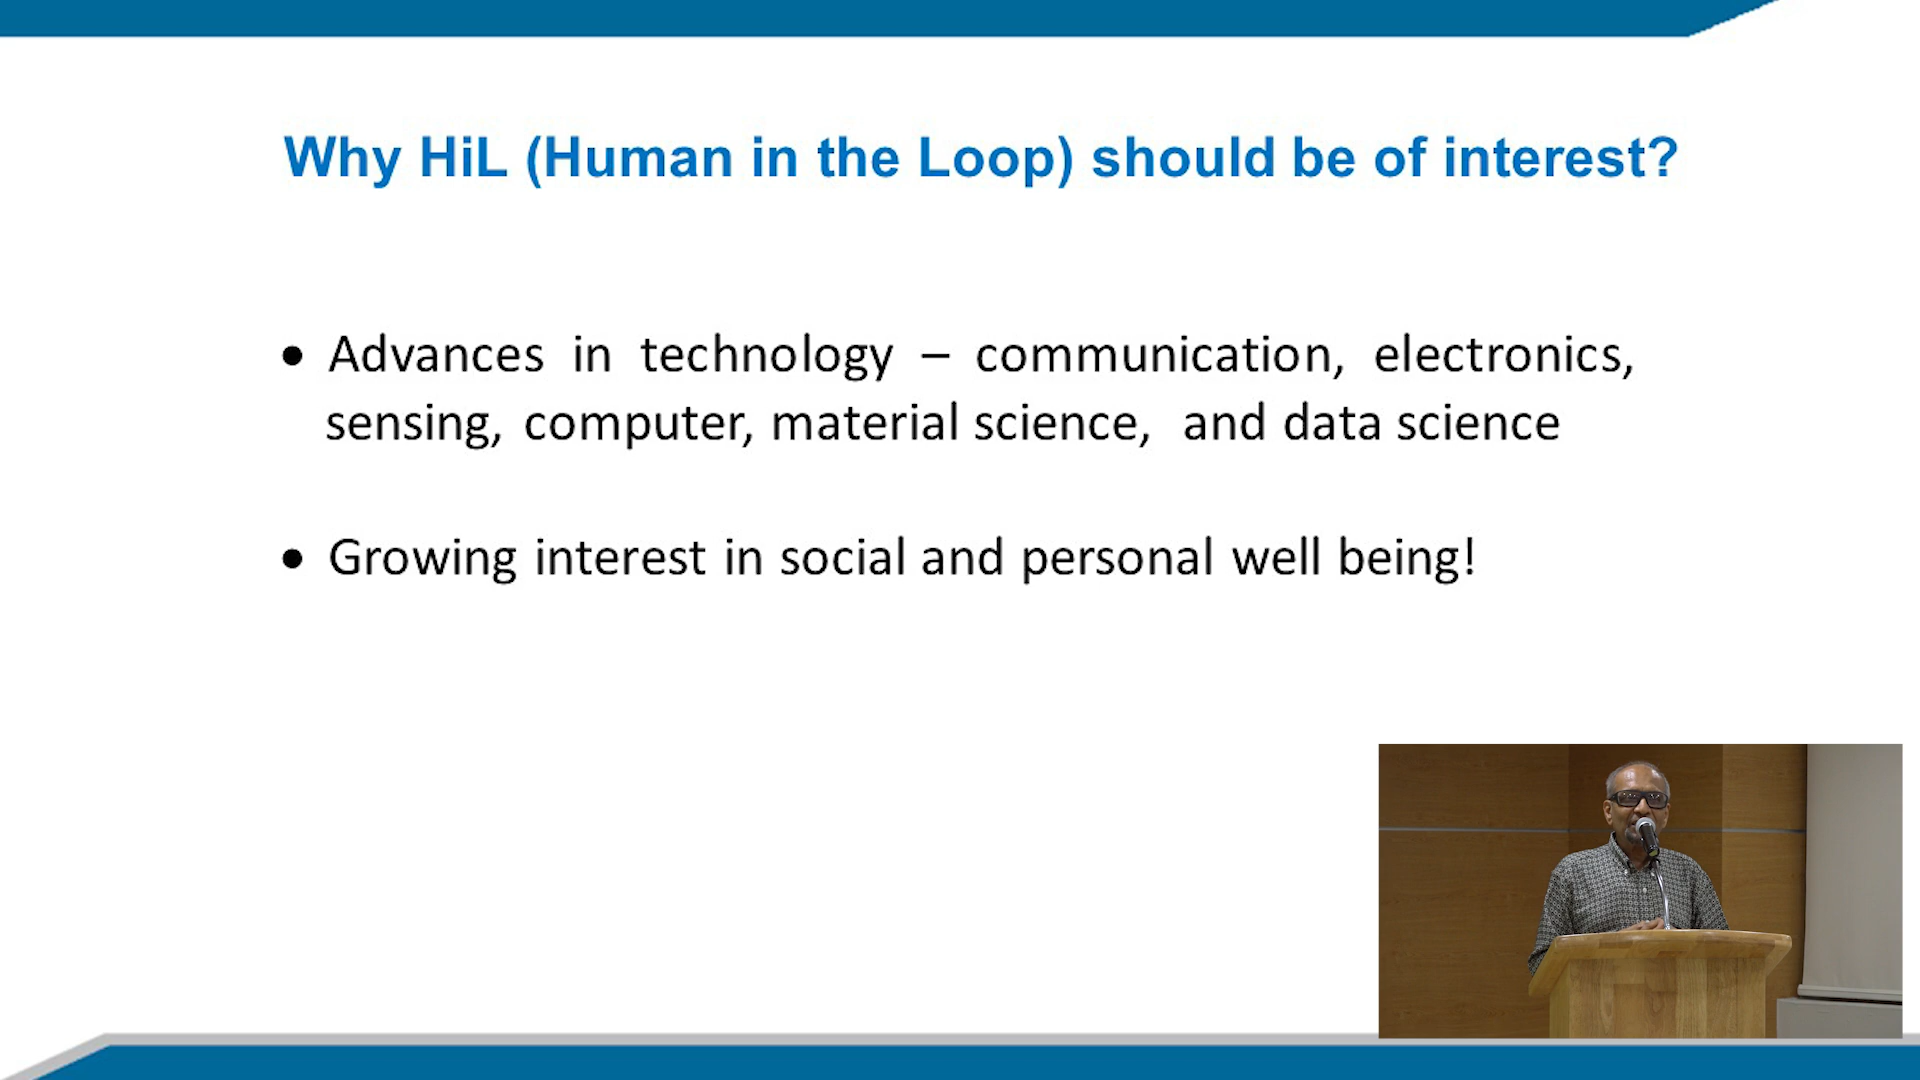 Why HiL (Human in the Loop) should be of interest?
• Advances in technology – communication, electronics,
sensing, computer, material science, and data science
• Growing interest in social and personal well being!